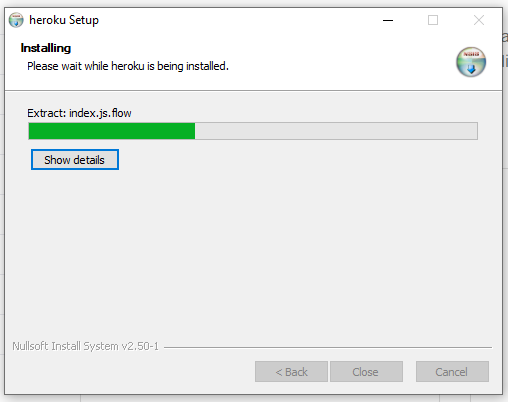 heroku Setup
Installing
Please wait while heroku is being installed.
Extract: index.js.flow
Show details
Nullsoft Install System v2.50-1
< Back
Close
Cancel